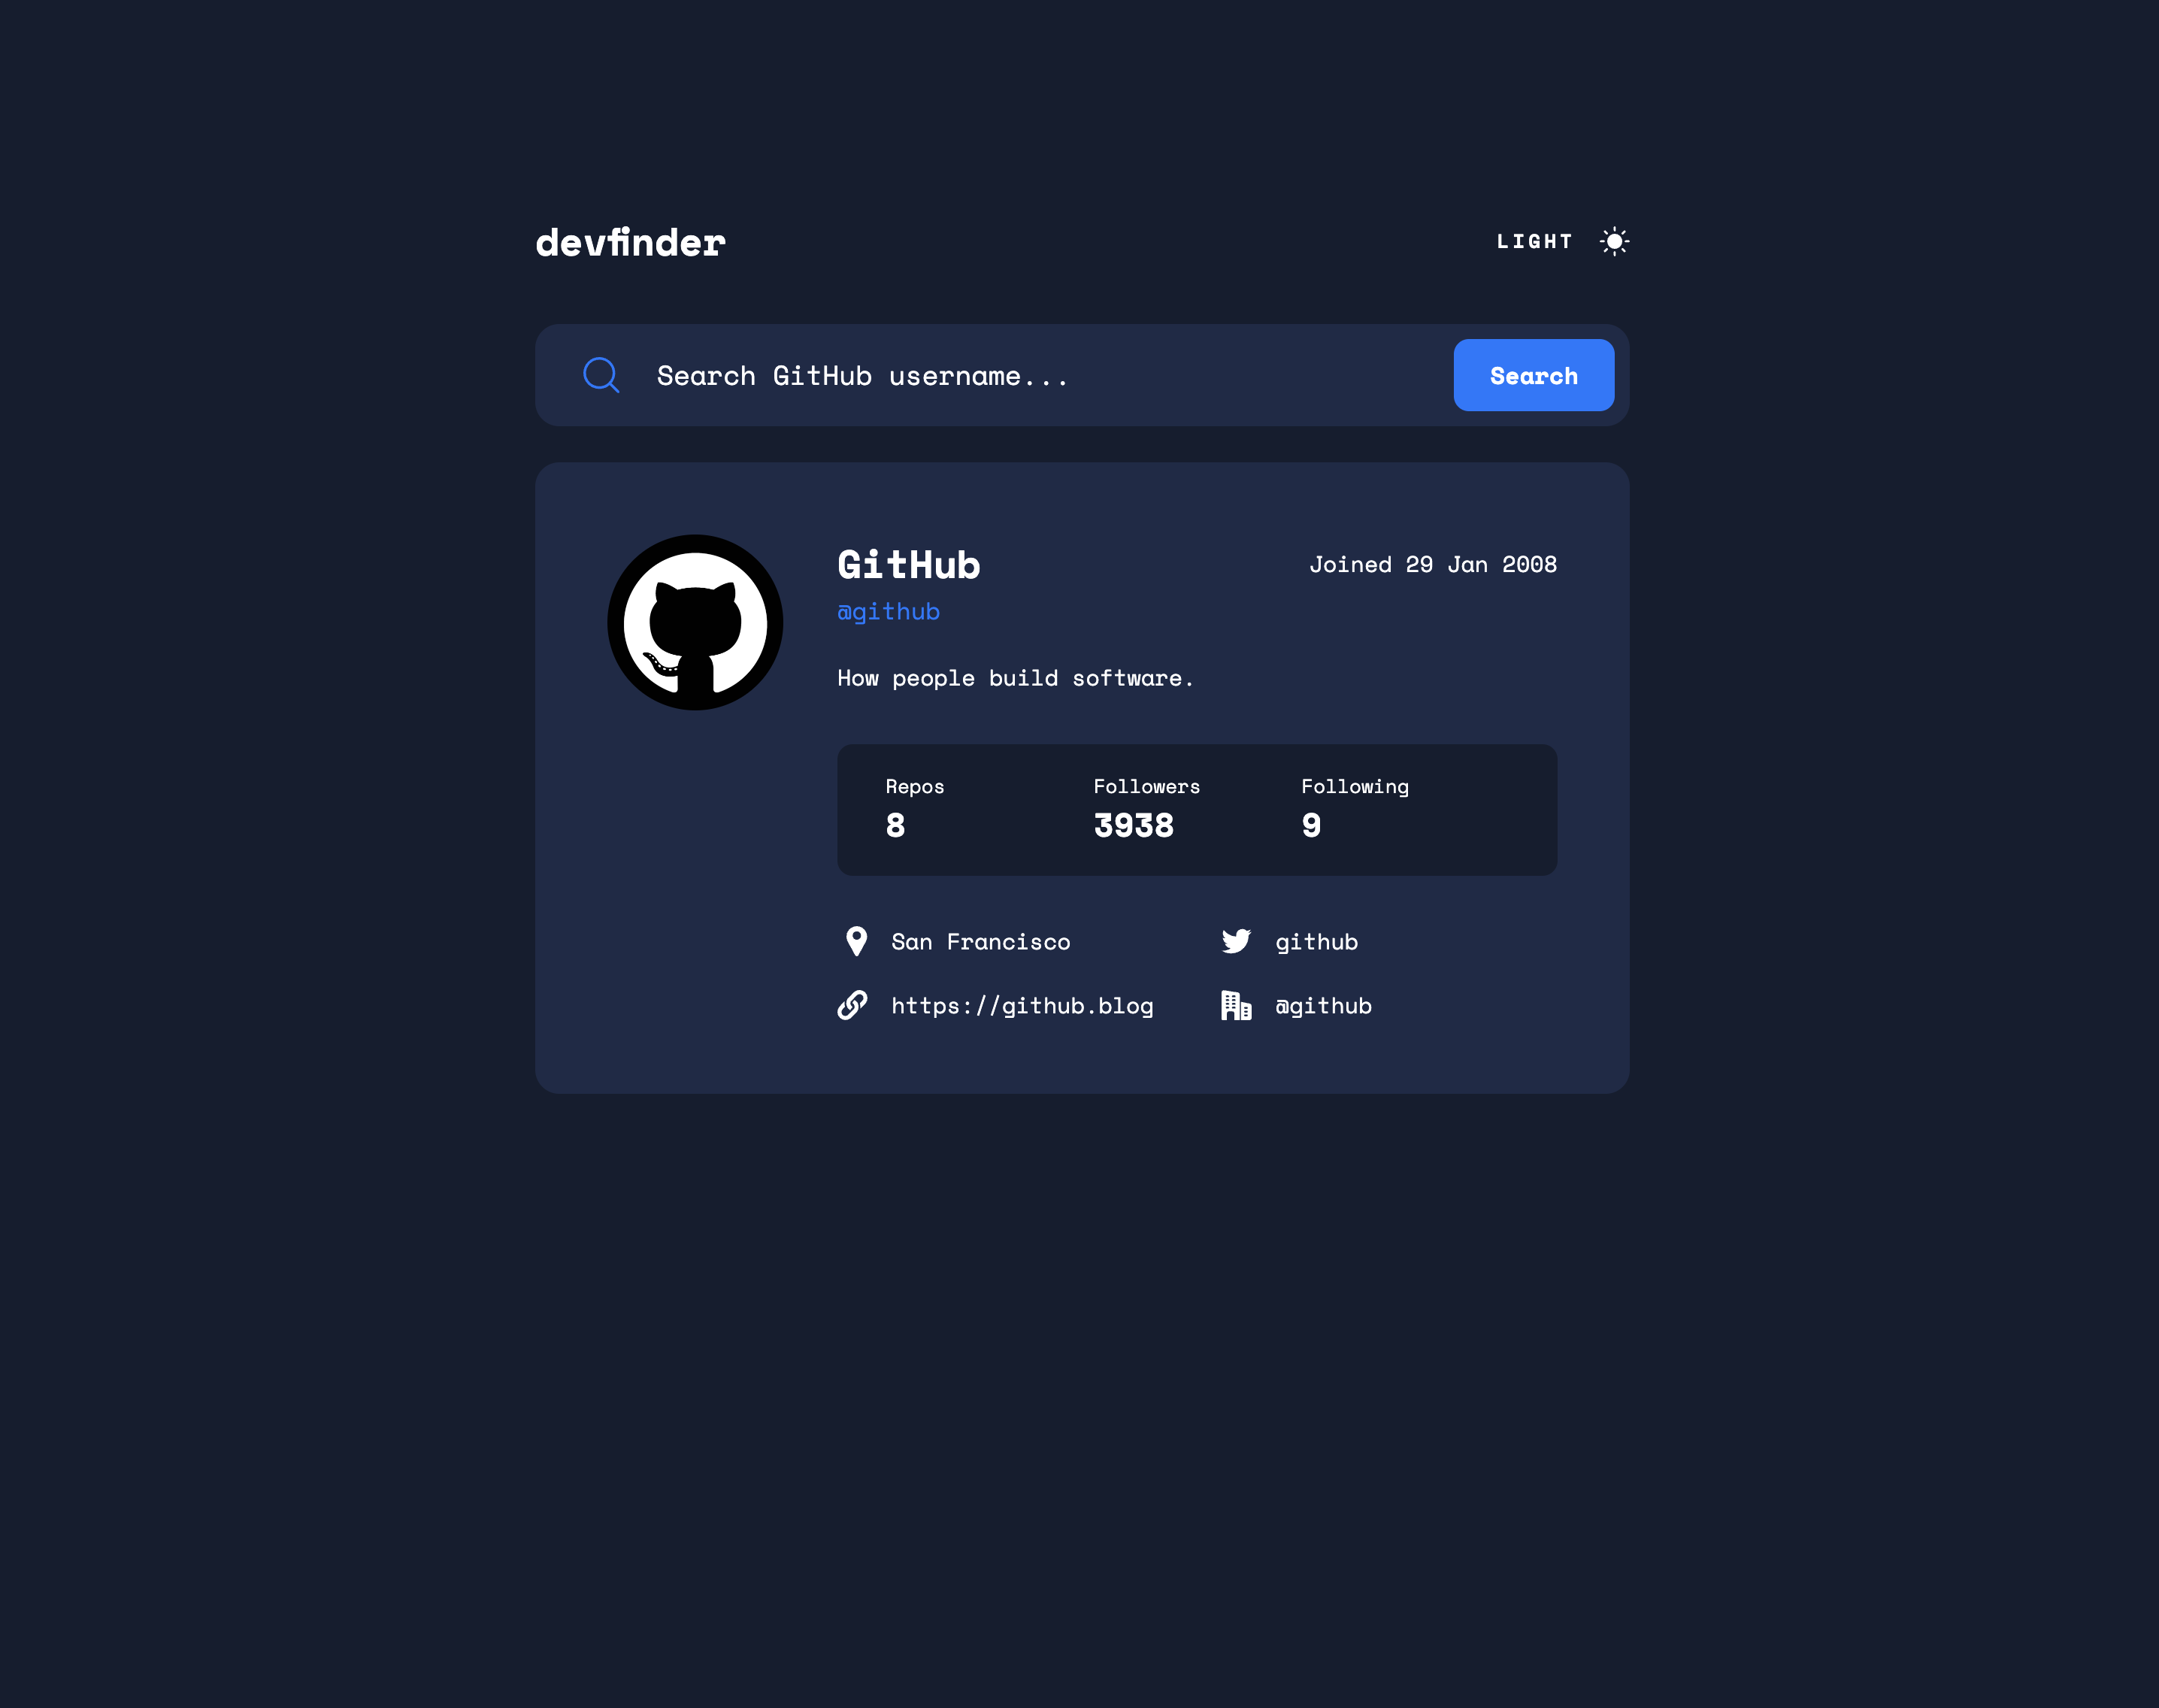 devfinder
LIGHT
Search GitHub username...
Search
GitHub
Joined 29 Jan 2008
@github
How people build software.
Repos
Followers
Following
8
3938
9
San Francisco
github
https://github.blog
@github